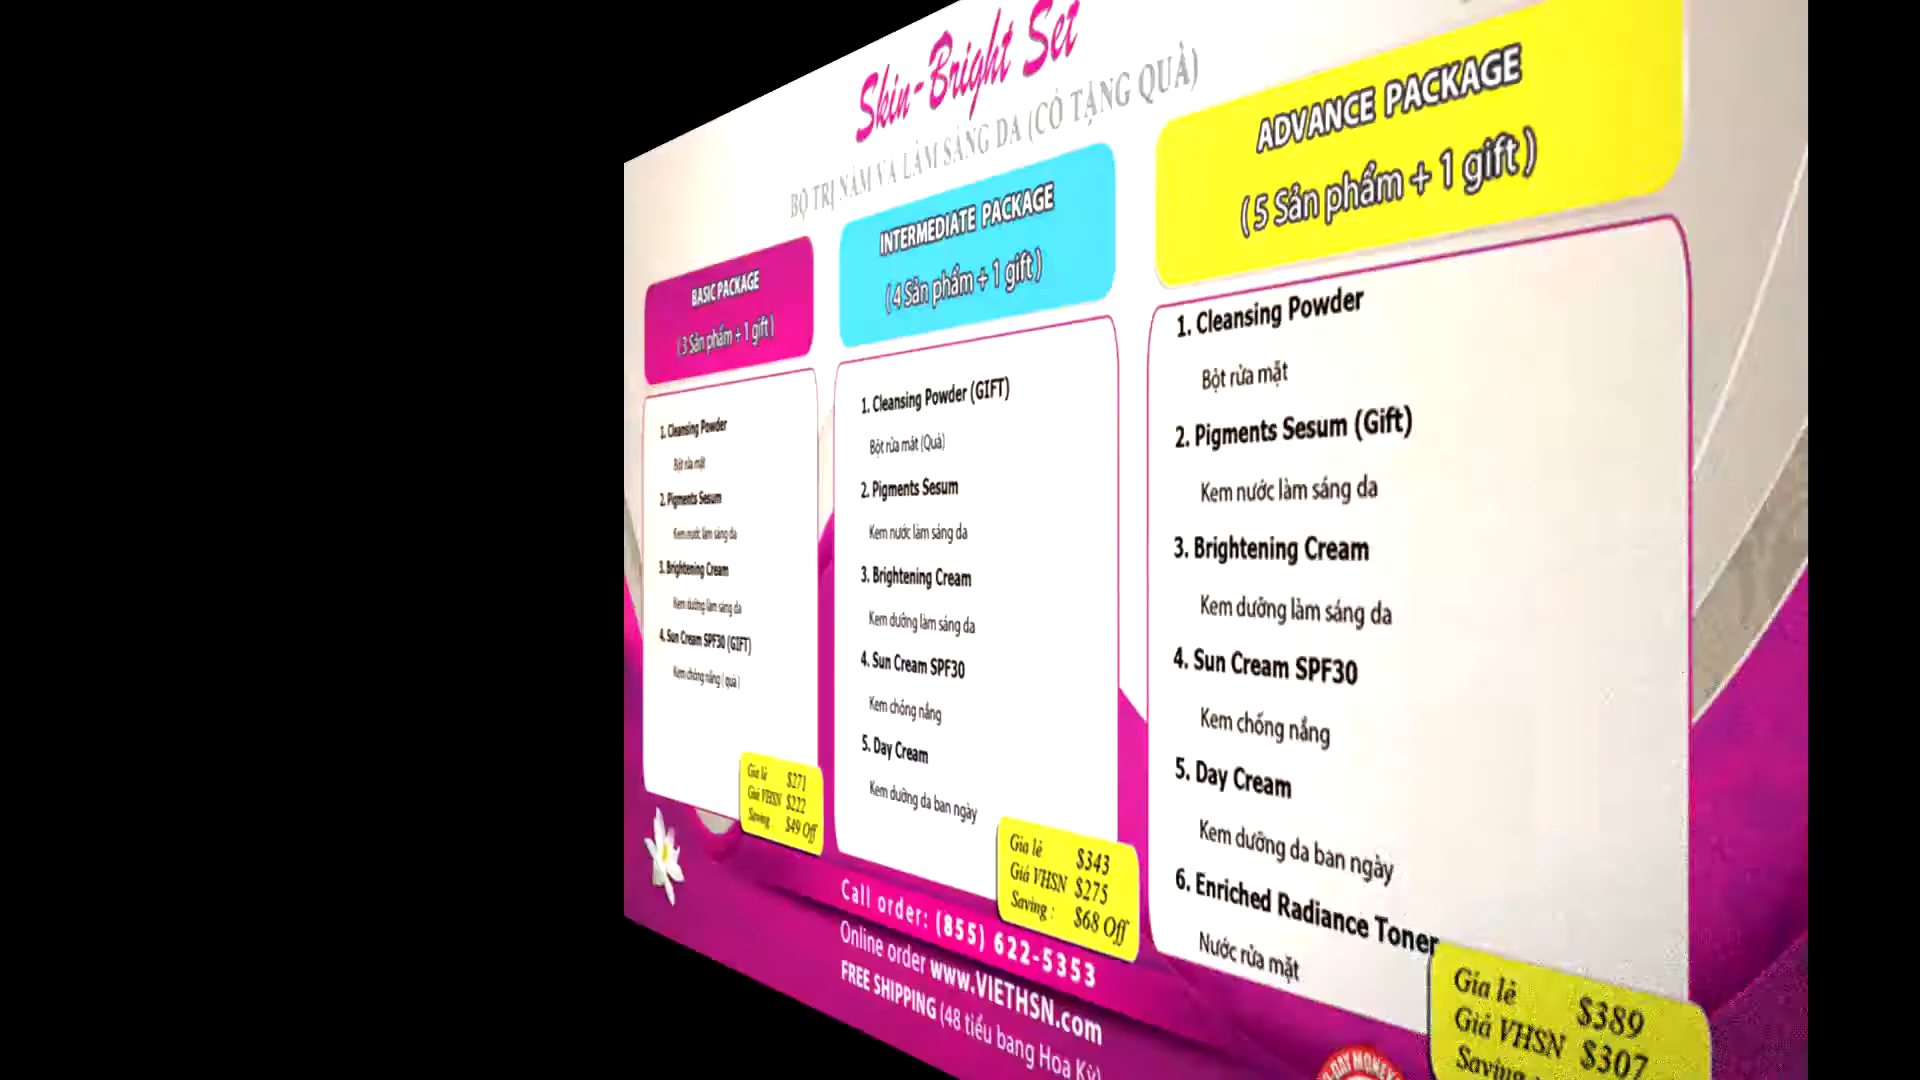 Skin-Bright Set
BỘ TRỊ NÁM VÀ LÀM SÁNG DA (CÓ TẶNG QUÀ)
BASIC PACKAGE
( 3 Sản phẩm + 1 gift )
1. Cleansing Powder
Bột rửa mặt
2. Pigments Sesum
Kem nước làm sáng da
3. Brightening Cream
Kem dưỡng làm sáng da
4. Sun Cream SPF30 (GIFT)
Kem chống nắng ( quà )
Gía lẻ $271
Giá VHSN $222
Saving : $49 Off
INTERMEDIATE PACKAGE
( 4 Sản phẩm + 1 gift )
1. Cleansing Powder (GIFT)
Bột rửa mặt (Quà)
2. Pigments Sesum
Kem nước làm sáng da
3. Brightening Cream
Kem dưỡng làm sáng da
4. Sun Cream SPF30
Kem chống nắng
5. Day Cream
Kem dưỡng da ban ngày
Gía lẻ $343
Giá VHSN $275
Saving : $68 Off
ADVANCE PACKAGE
( 5 Sản phẩm + 1 gift )
1. Cleansing Powder
Bột rửa mặt
2. Pigments Sesum (Gift)
Kem nước làm sáng da
3. Brightening Cream
Kem dưỡng làm sáng da
4. Sun Cream SPF30
Kem chống nắng
5. Day Cream
Kem dưỡng da ban ngày
6. Enriched Radiance Toner
Nước rửa mặt
Gía lẻ $389
Giá VHSN $307
Saving
Call order: (855) 622-5353
Online order www.VIETHSN.com
FREE SHIPPING (48 tiểu bang Hoa Kỳ)
DAY MONEY